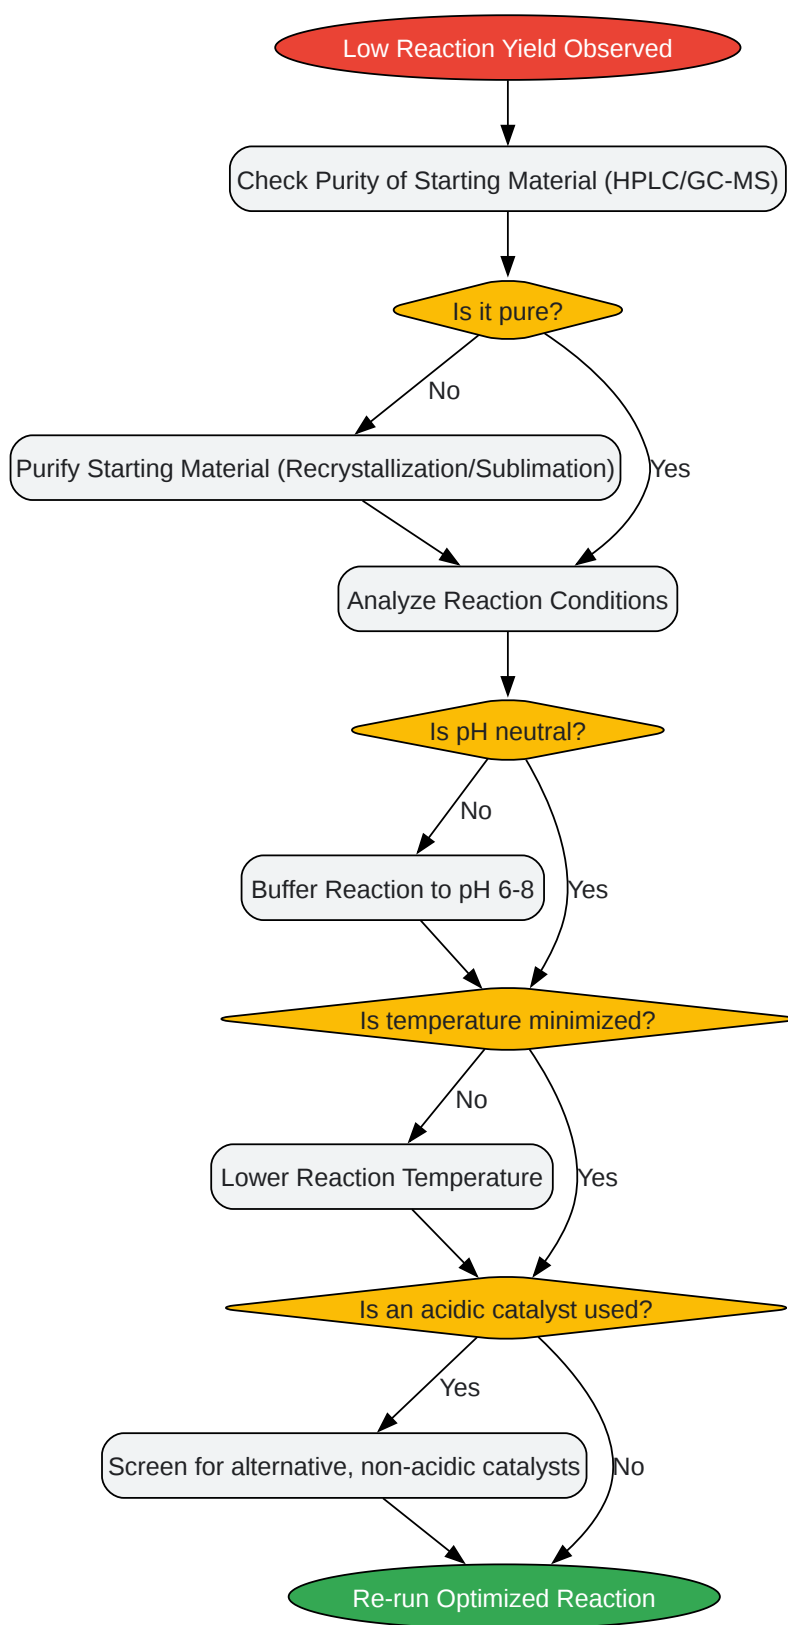 Low Reaction Yield Observed
Check Purity of Starting Material (HPLC/GC-MS)
Is it pure?
No
Purify Starting Material (Recrystallization/Sublimation)
Yes
Analyze Reaction Conditions
Is pH neutral?
No
Buffer Reaction to pH 6-8
Yes
Is temperature minimized?
No
Lower Reaction Temperature
Yes
Is an acidic catalyst used?
Yes
Screen for alternative, non-acidic catalysts
No
Re-run Optimized Reaction